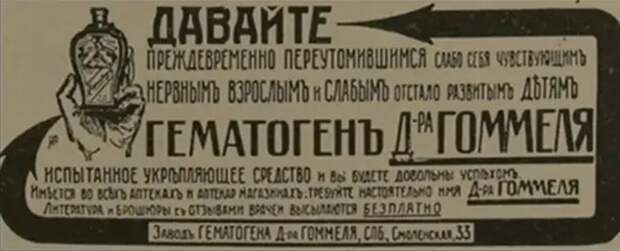 ДАВАЙТЕ
ПРЕЖДЕВРЕМЕННО ПЕРЕУТОМИВШИМСЯ СЛАБО СЕБЯ ЧУВСТВУЮЩИМЪ
НЕРВНЫМЪ ВЗРОСЛЫМЪ И СЛАБЫМЪ ОТСТАЛО РАЗВИТЫМЪ ДѢТЯМЪ
ГЕМАТОГЕНЪ Д-РА ГОММЕЛЯ
ИСПЫТАННОЕ УКРѢПЛЯЮЩЕЕ СРЕДСТВО И ВЫ БУДЕТЕ ДОВОЛЬНЫ УСПѢХОМЪ.
ИМѢЕТСЯ ВО ВСѢХЪ АПТЕКАХЪ И АПТЕКАР МАГАЗИНАХЪ; ТРЕБУЙТЕ НАСТОЯТЕЛЬНО ИМЯ Д-РА ГОММЕЛЯ
ЛИТЕРАТУРА И БРОШЮРЫ СЪ ОТЗЫВАМИ ВРАЧЕЙ ВЫСЫЛАЮТСЯ БЕЗПЛАТНО
ЗАВОДЪ ГЕМАТОГЕНА Д-РА ГОММЕЛЯ, СПБ, СМОЛЕНСКАЯ, 33